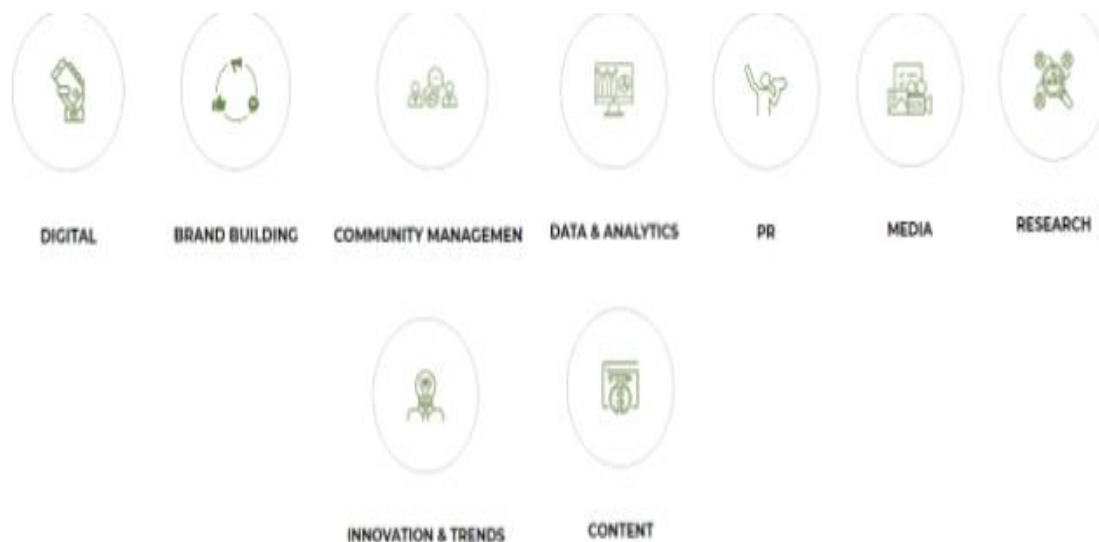 DIGITAL
BRAND BUILDING
COMMUNITY MANAGEMEN
DATA & ANALYTICS
PR
MEDIA
RESEARCH
INNOVATION & TRENDS
CONTENT